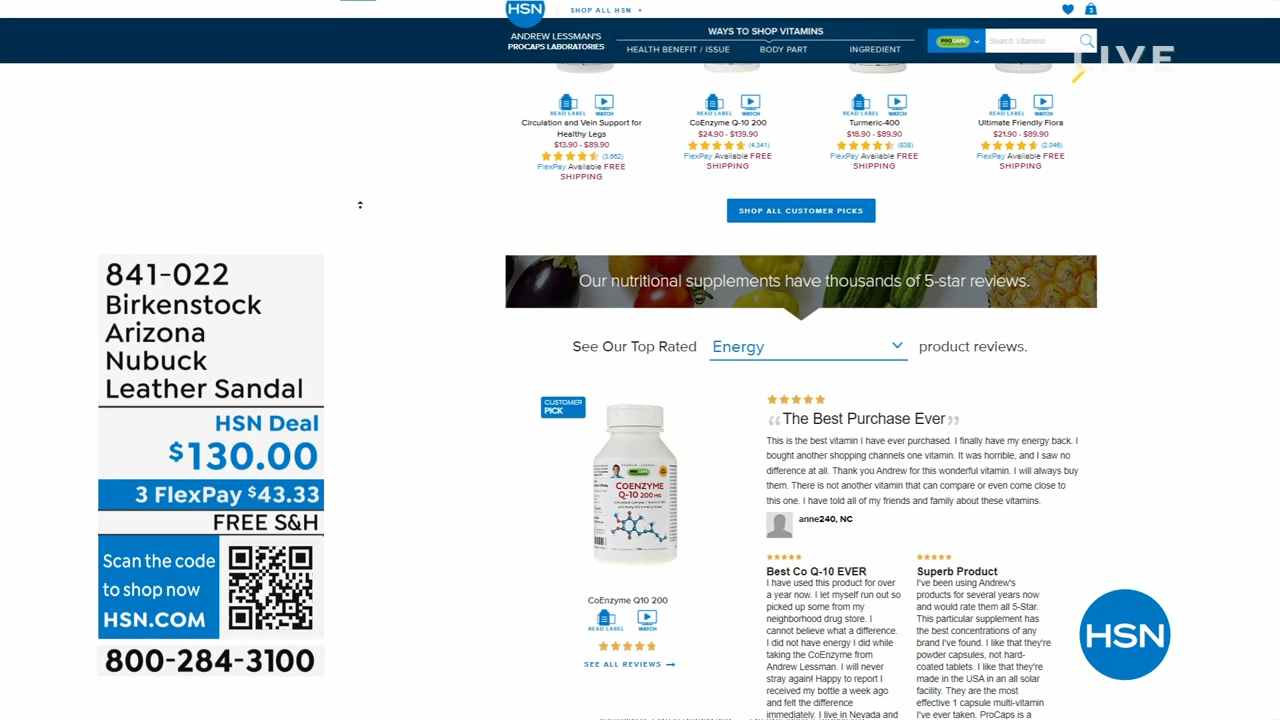 HSN
SHOP ALL HSN
ANDREW LESSMAN'S
PROCAPS LABORATORIES
WAYS TO SHOP VITAMINS
HEALTH BENEFIT / ISSUE
BODY PART
INGREDIENT
PROCAPS
Search Vitamins
LIVE
READ LABEL
WATCH
READ LABEL
WATCH
READ LABEL
WATCH
READ LABEL
WATCH
Circulation and Vein Support for
Healthy Legs
$13.90 - $89.90
(3,662)
FlexPay Available FREE
SHIPPING
CoEnzyme Q-10 200
$24.90 - $139.90
(4,341)
FlexPay Available FREE
SHIPPING
Turmeric-400
$18.90 - $89.90
(838)
FlexPay Available FREE
SHIPPING
Ultimate Friendly Flora
$21.90 - $89.90
(2,046)
FlexPay Available FREE
SHIPPING
SHOP ALL CUSTOMER PICKS
841-022
Birkenstock
Arizona
Nubuck
Leather Sandal
HSN Deal
$130.00
3 FlexPay $43.33
FREE S&H
Scan the code
to shop now
HSN.COM
800-284-3100
Our nutritional supplements have thousands of 5-star reviews.
See Our Top Rated Energy product reviews.
CUSTOMER
PICK
COENZYME
Q-10 200 MG
CoEnzyme Q10 200
READ LABEL
WATCH
SEE ALL REVIEWS
“The Best Purchase Ever”
This is the best vitamin I have ever purchased. I finally have my energy back. I
bought another shopping channels one vitamin. It was horrible, and I saw no
difference at all. Thank you Andrew for this wonderful vitamin. I will always buy
them. There is not another vitamin that can compare or even come close to
this one. I have told all of my friends and family about these vitamins.
anne240, NC
Best Co Q-10 EVER
I have used this product for over
a year now. I let myself run out so
picked up some from my
neighborhood drug store. I
cannot believe what a difference.
I did not have energy I did while
taking the CoEnzyme from
Andrew Lessman. I will never
stray again! Happy to report I
received my bottle a week ago
and felt the difference
immediately. I live in Nevada and
Superb Product
I've been using Andrew's
products for several years now
and would rate them all 5-Star.
This particular supplement has
the best concentrations of any
brand I've found. I like that they're
powder capsules, not hard-
coated tablets. I like that they're
made in the USA in an all solar
facility. They are the most
effective 1 capsule multi-vitamin
I've ever taken. ProCaps is a
HSN